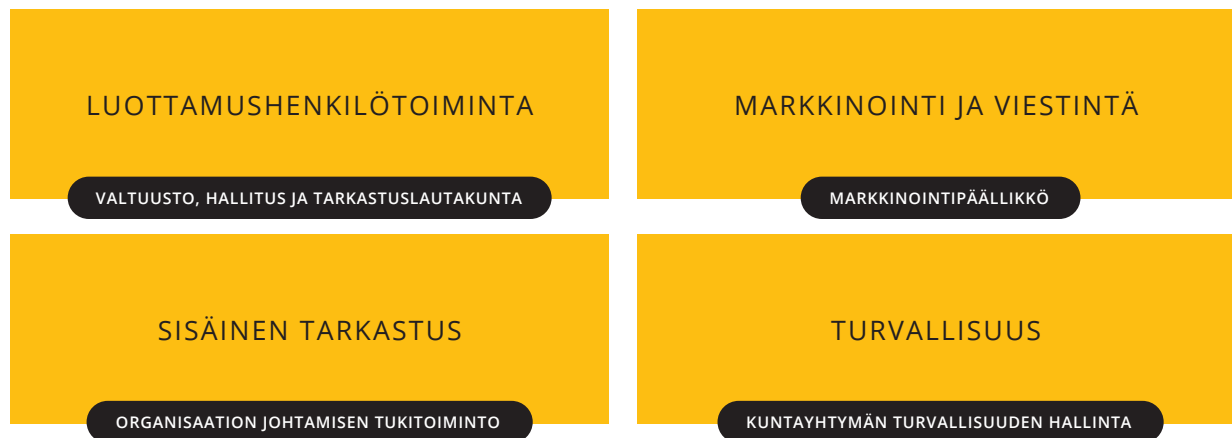 LUOTTAMUSHENKILÖTOIMINTA
VALTUUSTO, HALLITUS JA TARKASTUSLAUTAKUNTA
MARKKINOINTI JA VIESTINTÄ
MARKKINOINTIPÄÄLLIKKÖ
SISÄINEN TARKASTUS
ORGANISAATION JOHTAMISEN TUKITOIMINTO
TURVALLISUUS
KUNTAYHTYMÄN TURVALLISUUDEN HALLINTA